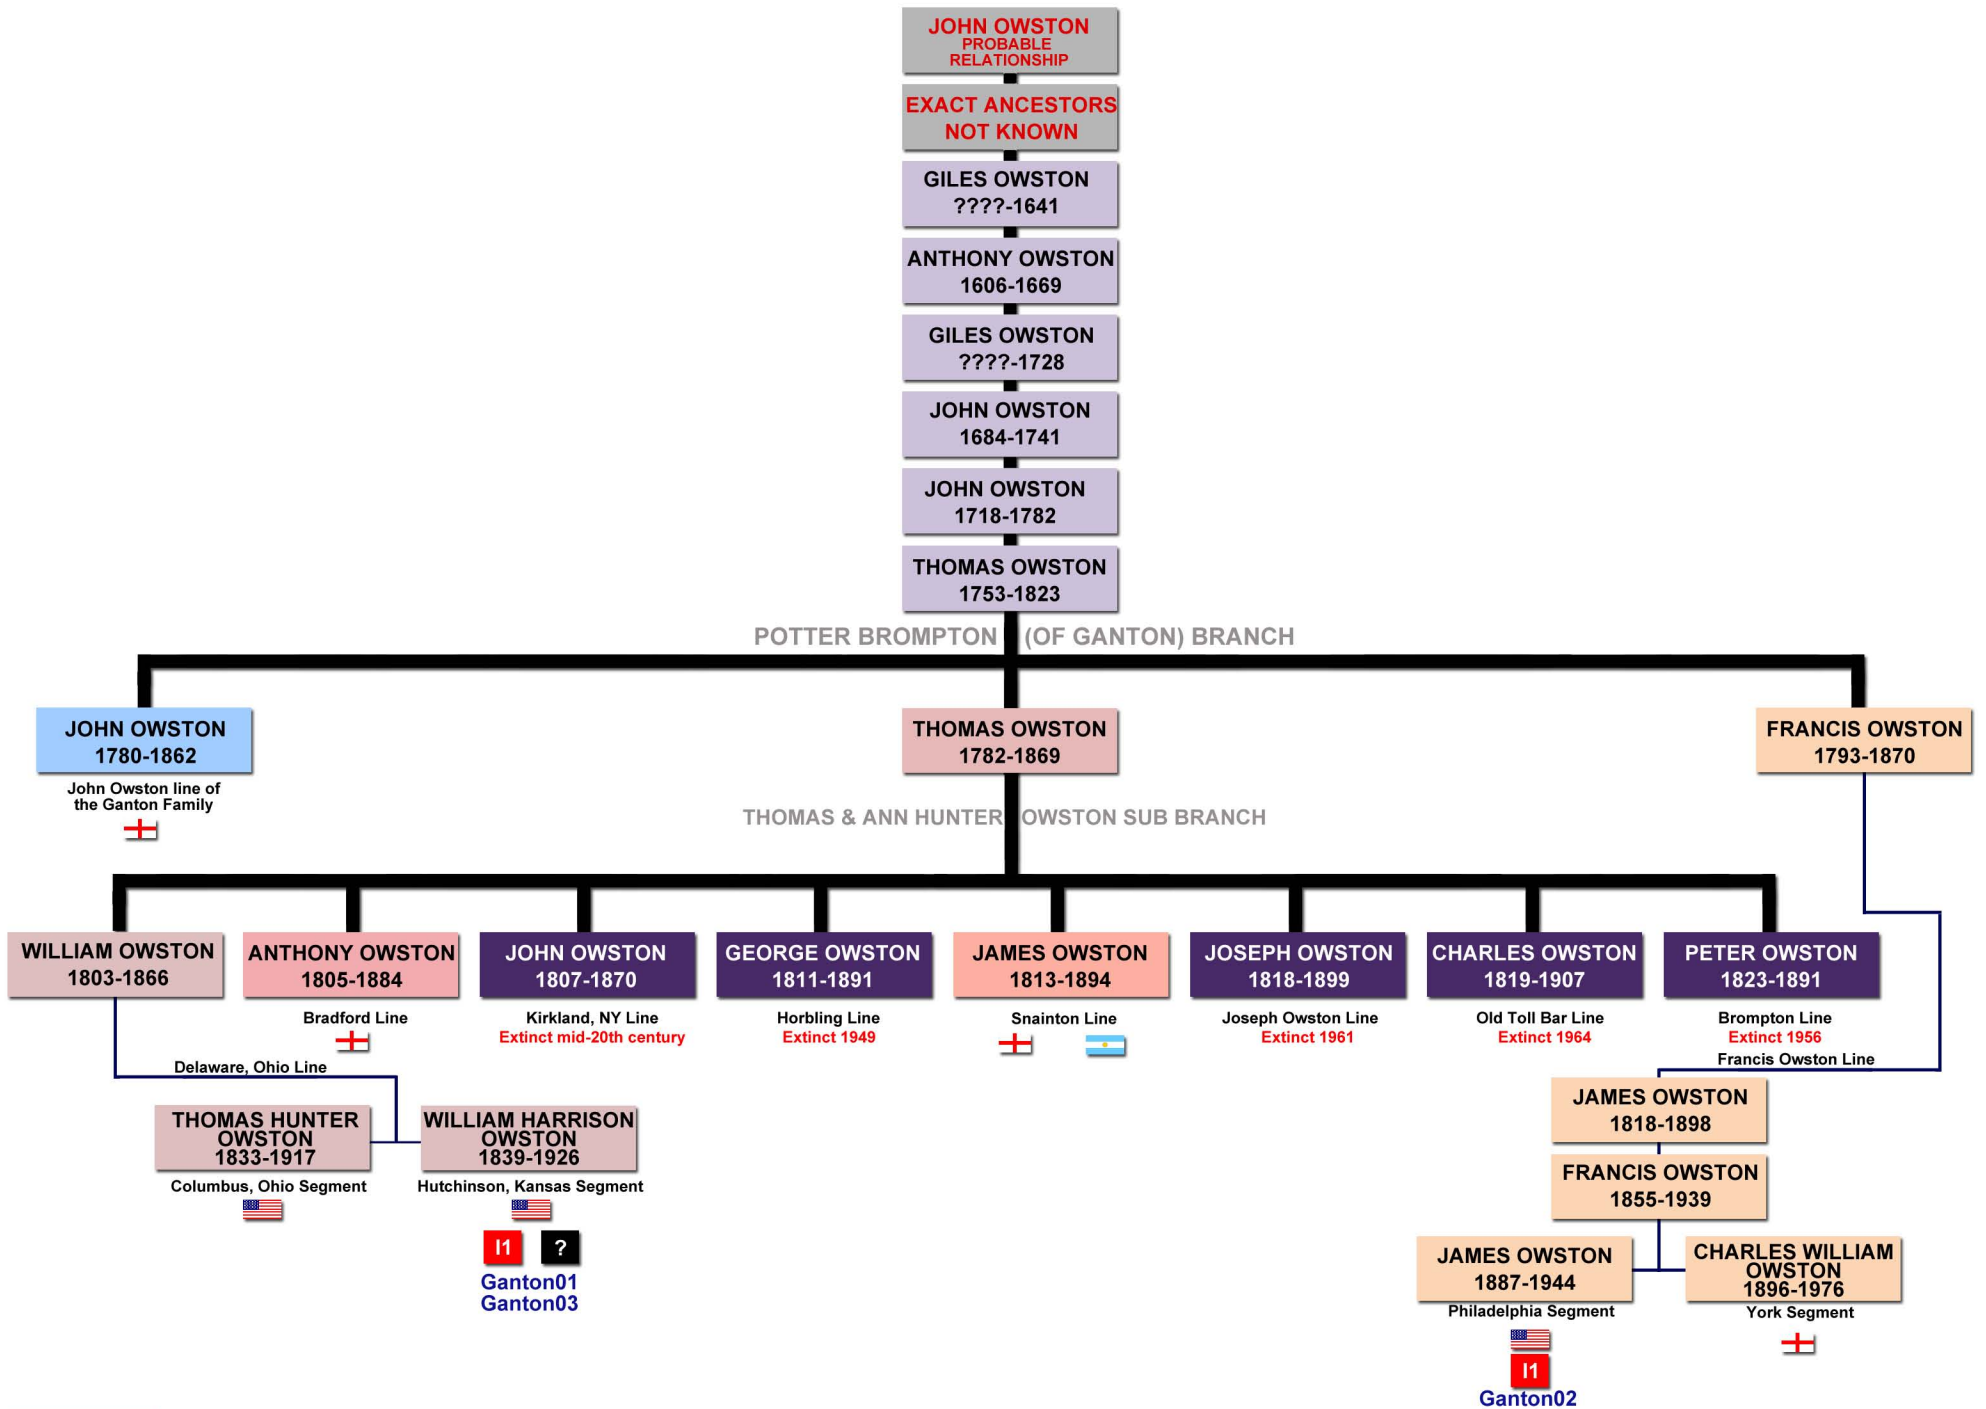 JOHN OWSTON
PROBABLE
RELATIONSHIP
EXACT ANCESTORS
NOT KNOWN
GILES OWSTON
????-1641
ANTHONY OWSTON
1606-1669
GILES OWSTON
????-1728
JOHN OWSTON
1684-1741
JOHN OWSTON
1718-1782
THOMAS OWSTON
1753-1823
POTTER BROMPTON (OF GANTON) BRANCH
JOHN OWSTON
1780-1862
John Owston line of
the Ganton Family
THOMAS OWSTON
1782-1869
FRANCIS OWSTON
1793-1870
THOMAS & ANN HUNTER OWSTON SUB BRANCH
WILLIAM OWSTON
1803-1866
ANTHONY OWSTON
1805-1884
Bradford Line
JOHN OWSTON
1807-1870
Kirkland, NY Line
Extinct mid-20th century
GEORGE OWSTON
1811-1891
Horbling Line
Extinct 1949
JAMES OWSTON
1813-1894
Snainton Line
JOSEPH OWSTON
1818-1899
Joseph Owston Line
Extinct 1961
CHARLES OWSTON
1819-1907
Old Toll Bar Line
Extinct 1964
PETER OWSTON
1823-1891
Brompton Line
Extinct 1956
Francis Owston Line
Delaware, Ohio Line
THOMAS HUNTER
OWSTON
1833-1917
Columbus, Ohio Segment
WILLIAM HARRISON
OWSTON
1839-1926
Hutchinson, Kansas Segment
I1 ?
Ganton01
Ganton03
JAMES OWSTON
1818-1898
FRANCIS OWSTON
1855-1939
JAMES OWSTON
1887-1944
Philadelphia Segment
I1
Ganton02
CHARLES WILLIAM
OWSTON
1896-1976
York Segment